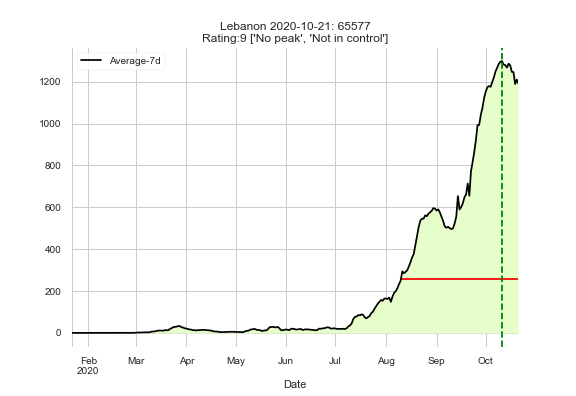 Lebanon 2020-10-21: 65577
Rating:9 ['No peak', 'Not in control']
Average-7d
1200
1000
800
600
400
200
0
Feb Mar Apr May Jun Jul Aug Sep Oct
2020
Date